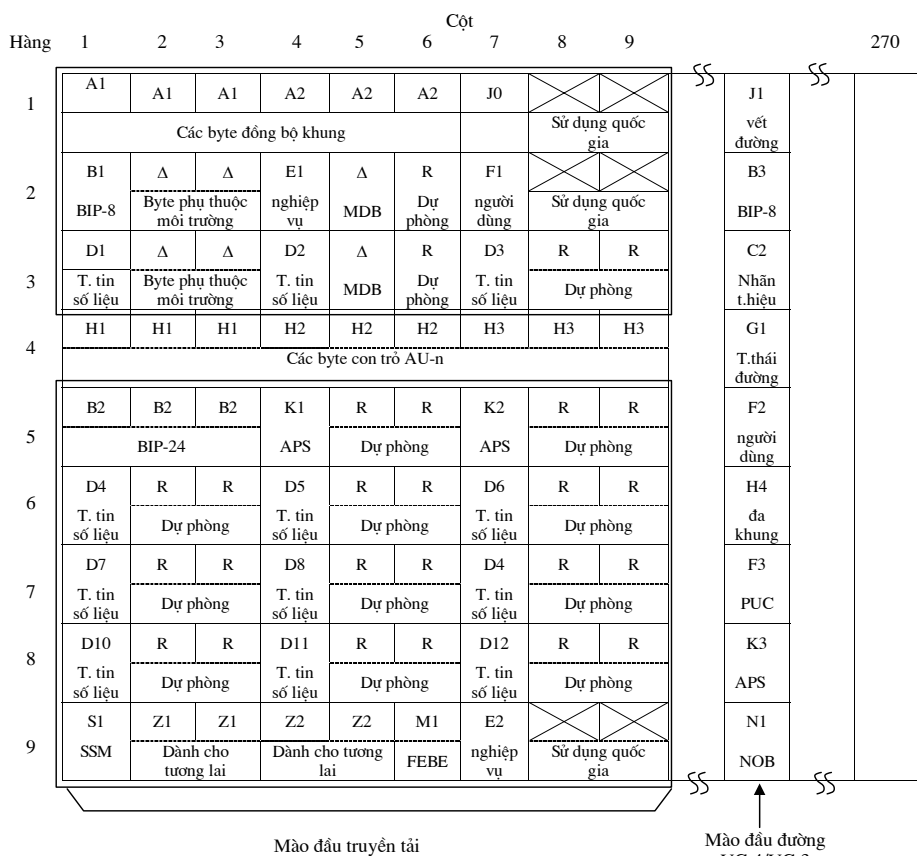 Cột
Hàng 1 2 3 4 5 6 7 8 9 270
1 A1 A1 A1 A2 A2 A2 J0 J1
Các byte đồng bộ khung Sử dụng quốc vết
gia đường
2 B1 Δ Δ E1 Δ R F1 B3
BIP-8 Byte phụ thuộc nghiệp MDB Dự người Sử dụng quốc BIP-8
môi trường vụ phòng dùng gia
3 D1 Δ Δ D2 Δ R D3 R R C2
T. tin Byte phụ thuộc T. tin MDB Dự T. tin Dự phòng Nhãn
số liệu môi trường số liệu phòng số liệu t.hiệu
4 H1 H1 H1 H2 H2 H2 H3 H3 H3 G1
Các byte con trỏ AU-n T.thái
đường
5 B2 B2 B2 K1 R R K2 R R F2
BIP-24 APS Dự phòng APS Dự phòng người
dùng
6 D4 R R D5 R R D6 R R H4
T. tin Dự phòng T. tin Dự phòng T. tin Dự phòng đa
số liệu số liệu số liệu khung
7 D7 R R D8 R R D4 R R F3
T. tin Dự phòng T. tin Dự phòng T. tin Dự phòng PUC
số liệu số liệu số liệu
8 D10 R R D11 R R D12 R R K3
T. tin Dự phòng T. tin Dự phòng T. tin Dự phòng APS
số liệu số liệu số liệu
9 S1 Z1 Z1 Z2 Z2 M1 E2 N1
SSM Dành cho Dành cho tương FEBE nghiệp Sử dụng quốc NOB
tương lai lai vụ gia
Mào đầu truyền tải Mào đầu đường